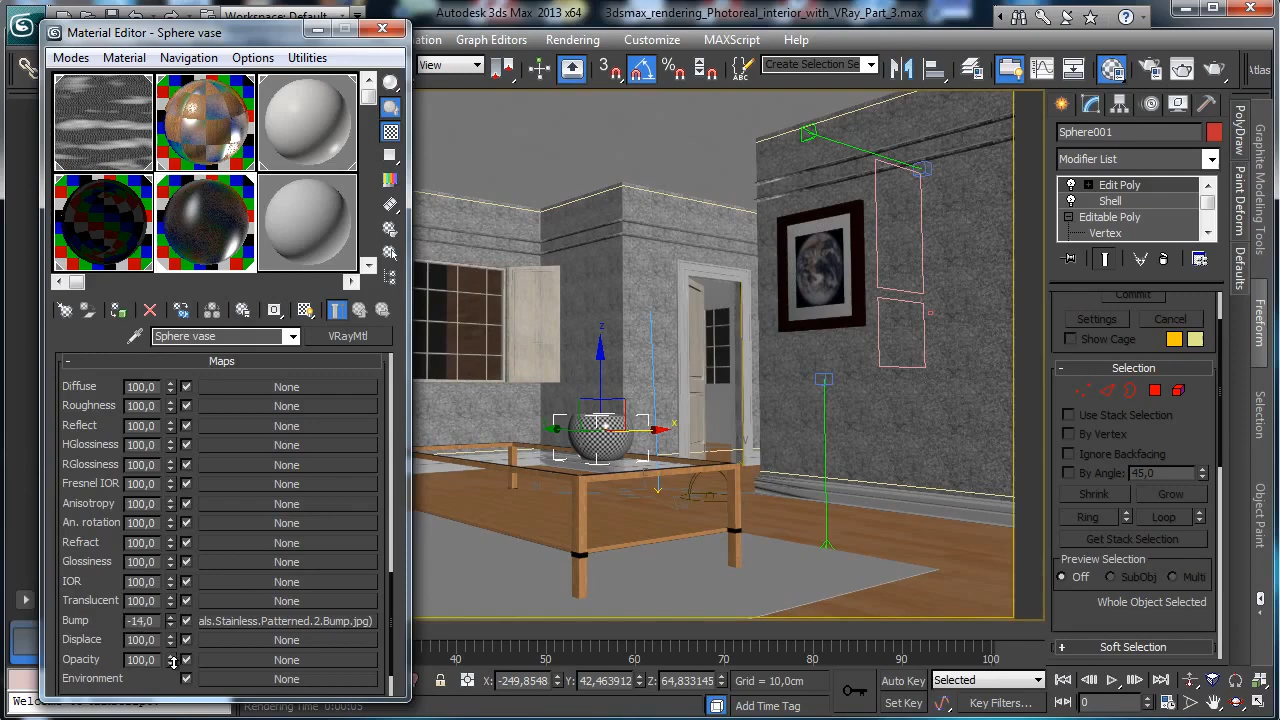 Workspace: Default
Autodesk 3ds Max 2013 x64
3dsmax_rendering_Photoreal_interior_with_VRay_Part_3.max
Material Editor - Sphere vase
Modes
Material
Navigation
Options
Utilities
Graph Editors
Rendering
Customize
MAXScript
Help
View
Create Selection Se
Atlas
Sphere vase
VRayMtl
Maps
Diffuse 100,0 None
Roughness 100,0 None
Reflect 100,0 None
HGlossiness 100,0 None
RGlossiness 100,0 None
Fresnel IOR 100,0 None
Anisotropy 100,0 None
An. rotation 100,0 None
Refract 100,0 None
Glossiness 100,0 None
IOR 100,0 None
Translucent 100,0 None
Bump -14,0 als.Stainless.Patterned.2.Bump.jpg)
Displace 100,0 None
Opacity 100,0 None
Environment None
z
x
Sphere001
Modifier List
Edit Poly
Shell
Editable Poly
Vertex
Commit
Settings
Cancel
Show Cage
Selection
Use Stack Selection
By Vertex
Ignore Backfacing
By Angle: 45,0
Shrink
Grow
Ring
Loop
Get Stack Selection
Preview Selection
Off
SubObj
Multi
Whole Object Selected
Soft Selection
PolyDraw
Paint Deform
Defaults
Graphite Modeling Tools
Freeform
Selection
Object Paint
40 50 60 70 80 90 100
X: -249,8548
Y: 42,463912
Z: 64,833145
Grid = 10,0cm
Auto Key
Selected
Set Key
Key Filters...
0
Add Time Tag
Rendering Time 0:00:05